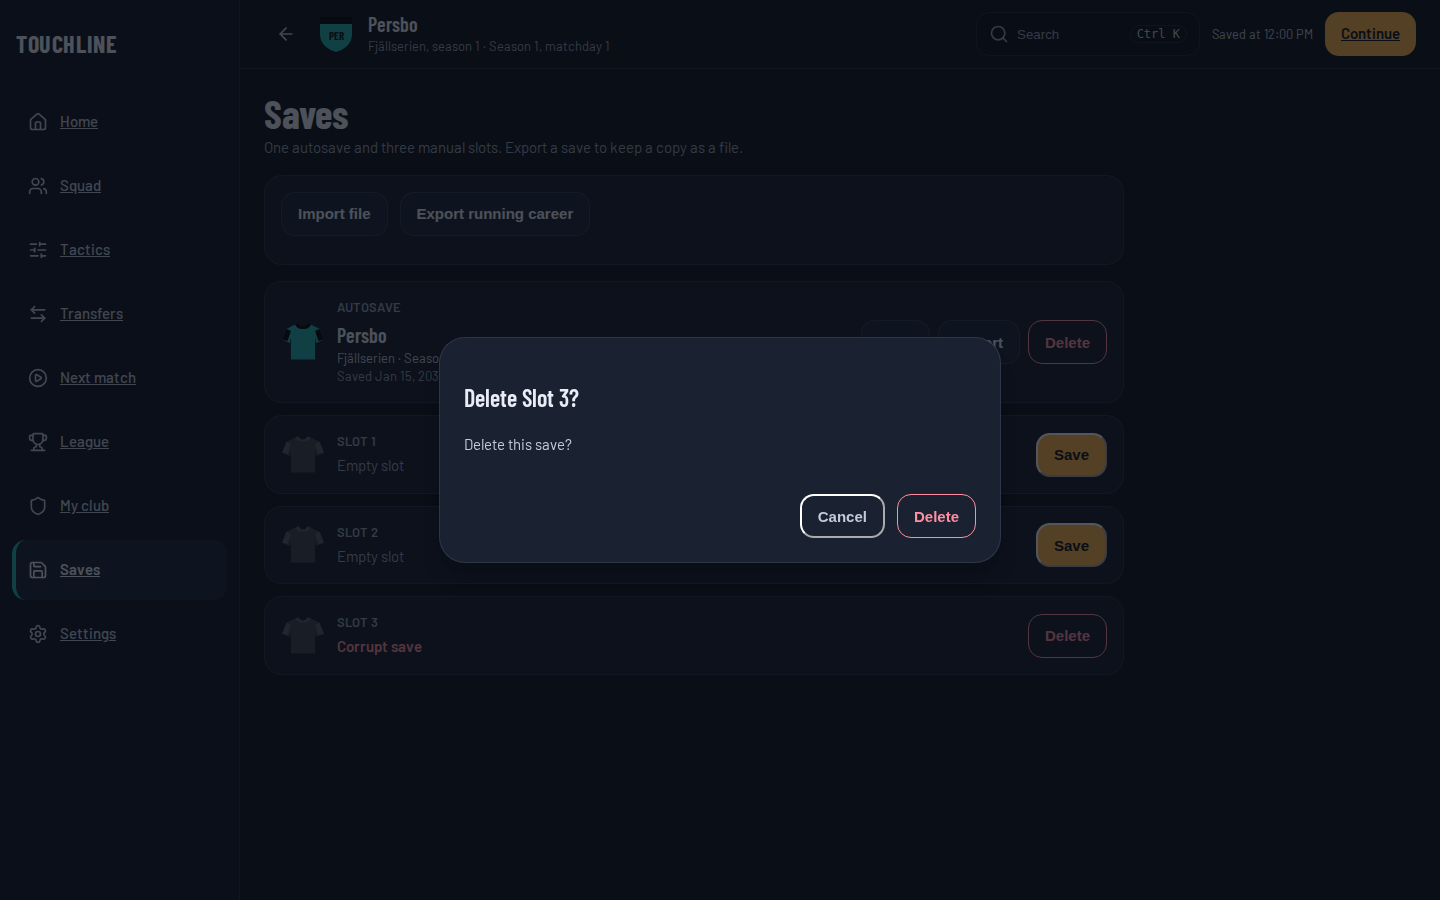 TOUCHLINE
Home
Squad
Tactics
Transfers
Next match
League
My club
Saves
Settings
PER
Persbo
Fjällserien, season 1 · Season 1, matchday 1
Search
Ctrl K
Saved at 12:00 PM
Continue
Saves
One autosave and three manual slots. Export a save to keep a copy as a file.
Import file
Export running career
AUTOSAVE
Persbo
Fjällserien ·
Saved Jan 15,
Delete
Delete Slot 3?
Delete this save?
Cancel
Delete
SLOT 1
Empty slot
Save
SLOT 2
Empty slot
Save
SLOT 3
Corrupt save
Delete